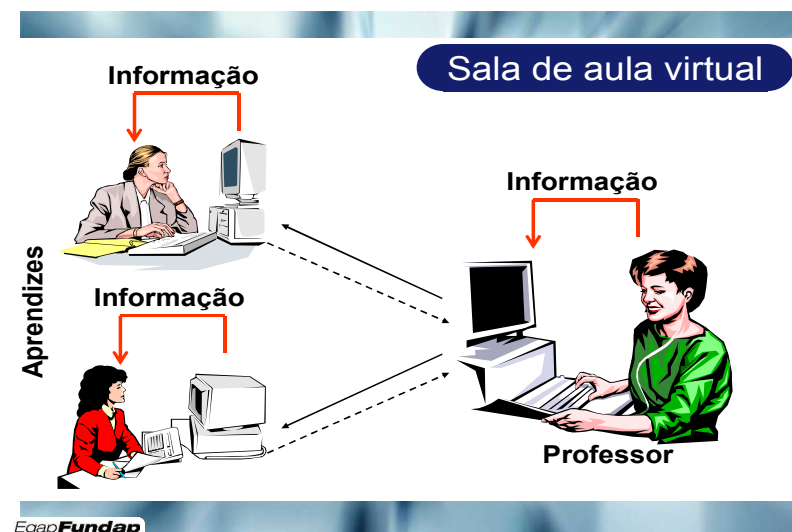 Sala de aula virtual
Informação
Informação
Aprendizes
Informação
Professor
EgapFundap